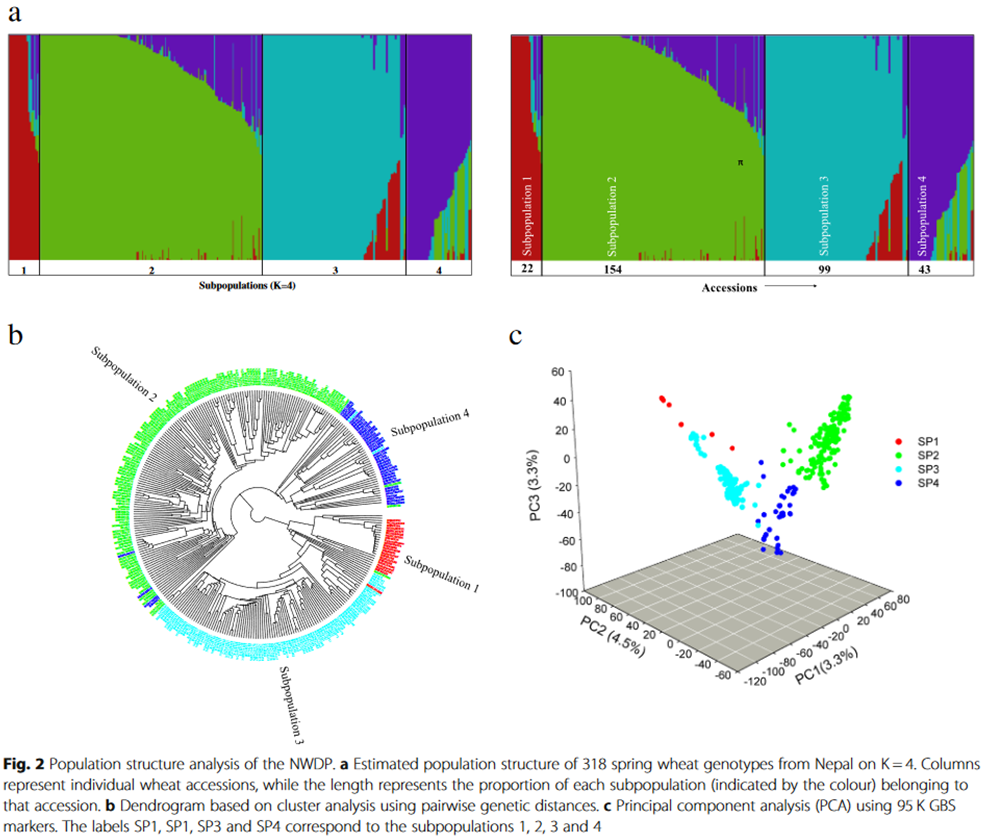 a
Subpopulation 1
Subpopulation 2
Subpopulation 3
Subpopulation 4
π
1 2 3 4
Subpopulations (K=4)
22 154 99 43
Accessions
b
Subpopulation 2
Subpopulation 4
Subpopulation 1
Subpopulation 3
c
60
40
20
0
-20
-40
-60
-80
-100
PC3 (3.3%)
100 80 60 40 20 0 -20 -40 -60
PC2 (4.5%)
-120 -100 -80 -60 -40 -20 0 20 40 60 80
PC1(3.3%)
SP1
SP2
SP3
SP4
Fig. 2 Population structure analysis of the NWDP. a Estimated population structure of 318 spring wheat genotypes from Nepal on K = 4. Columns
represent individual wheat accessions, while the length represents the proportion of each subpopulation (indicated by the colour) belonging to
that accession. b Dendrogram based on cluster analysis using pairwise genetic distances. c Principal component analysis (PCA) using 95 K GBS
markers. The labels SP1, SP1, SP3 and SP4 correspond to the subpopulations 1, 2, 3 and 4